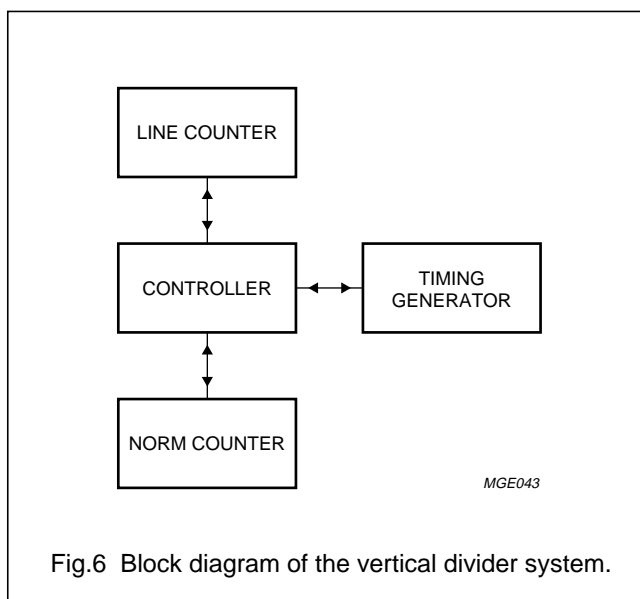 LINE COUNTER
CONTROLLER
TIMING
GENERATOR
NORM COUNTER
MGE043
Fig.6 Block diagram of the vertical divider system.